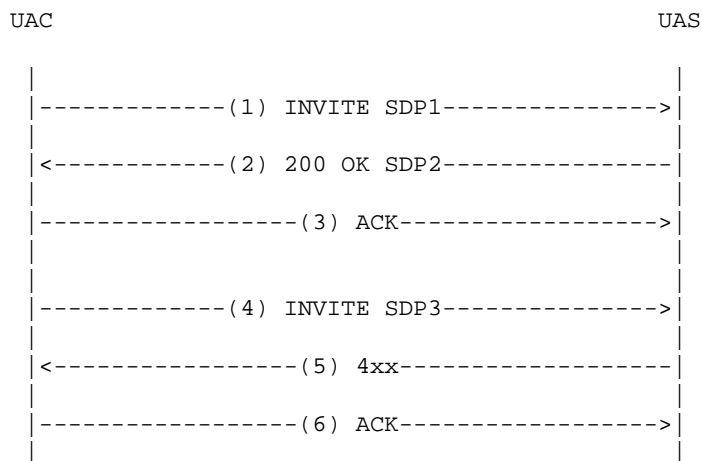 UAC UAS
|-------------(1) INVITE SDP1--------------->|
|<------------(2) 200 OK SDP2----------------|
|------------------(3) ACK------------------>|
|-------------(4) INVITE SDP3--------------->|
|<-----------------(5) 4xx-------------------|
|------------------(6) ACK------------------>|